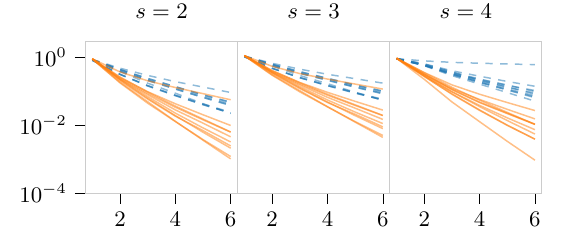 s = 2 s = 3 s = 4
10^0
10^−2
10^−4
2 4 6 2 4 6 2 4 6